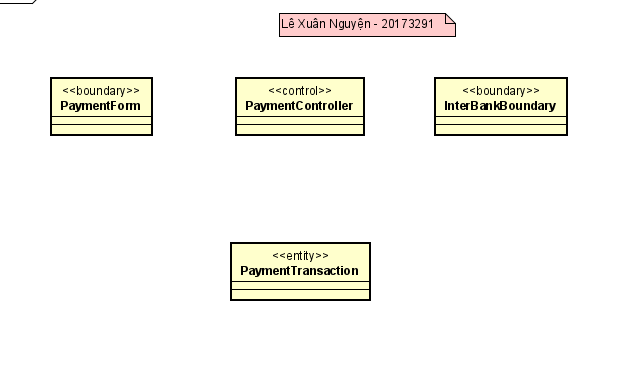 Lê Xuân Nguyện - 20173291
<<boundary>>
PaymentForm
<<control>>
PaymentController
<<boundary>>
InterBankBoundary
<<entity>>
PaymentTransaction